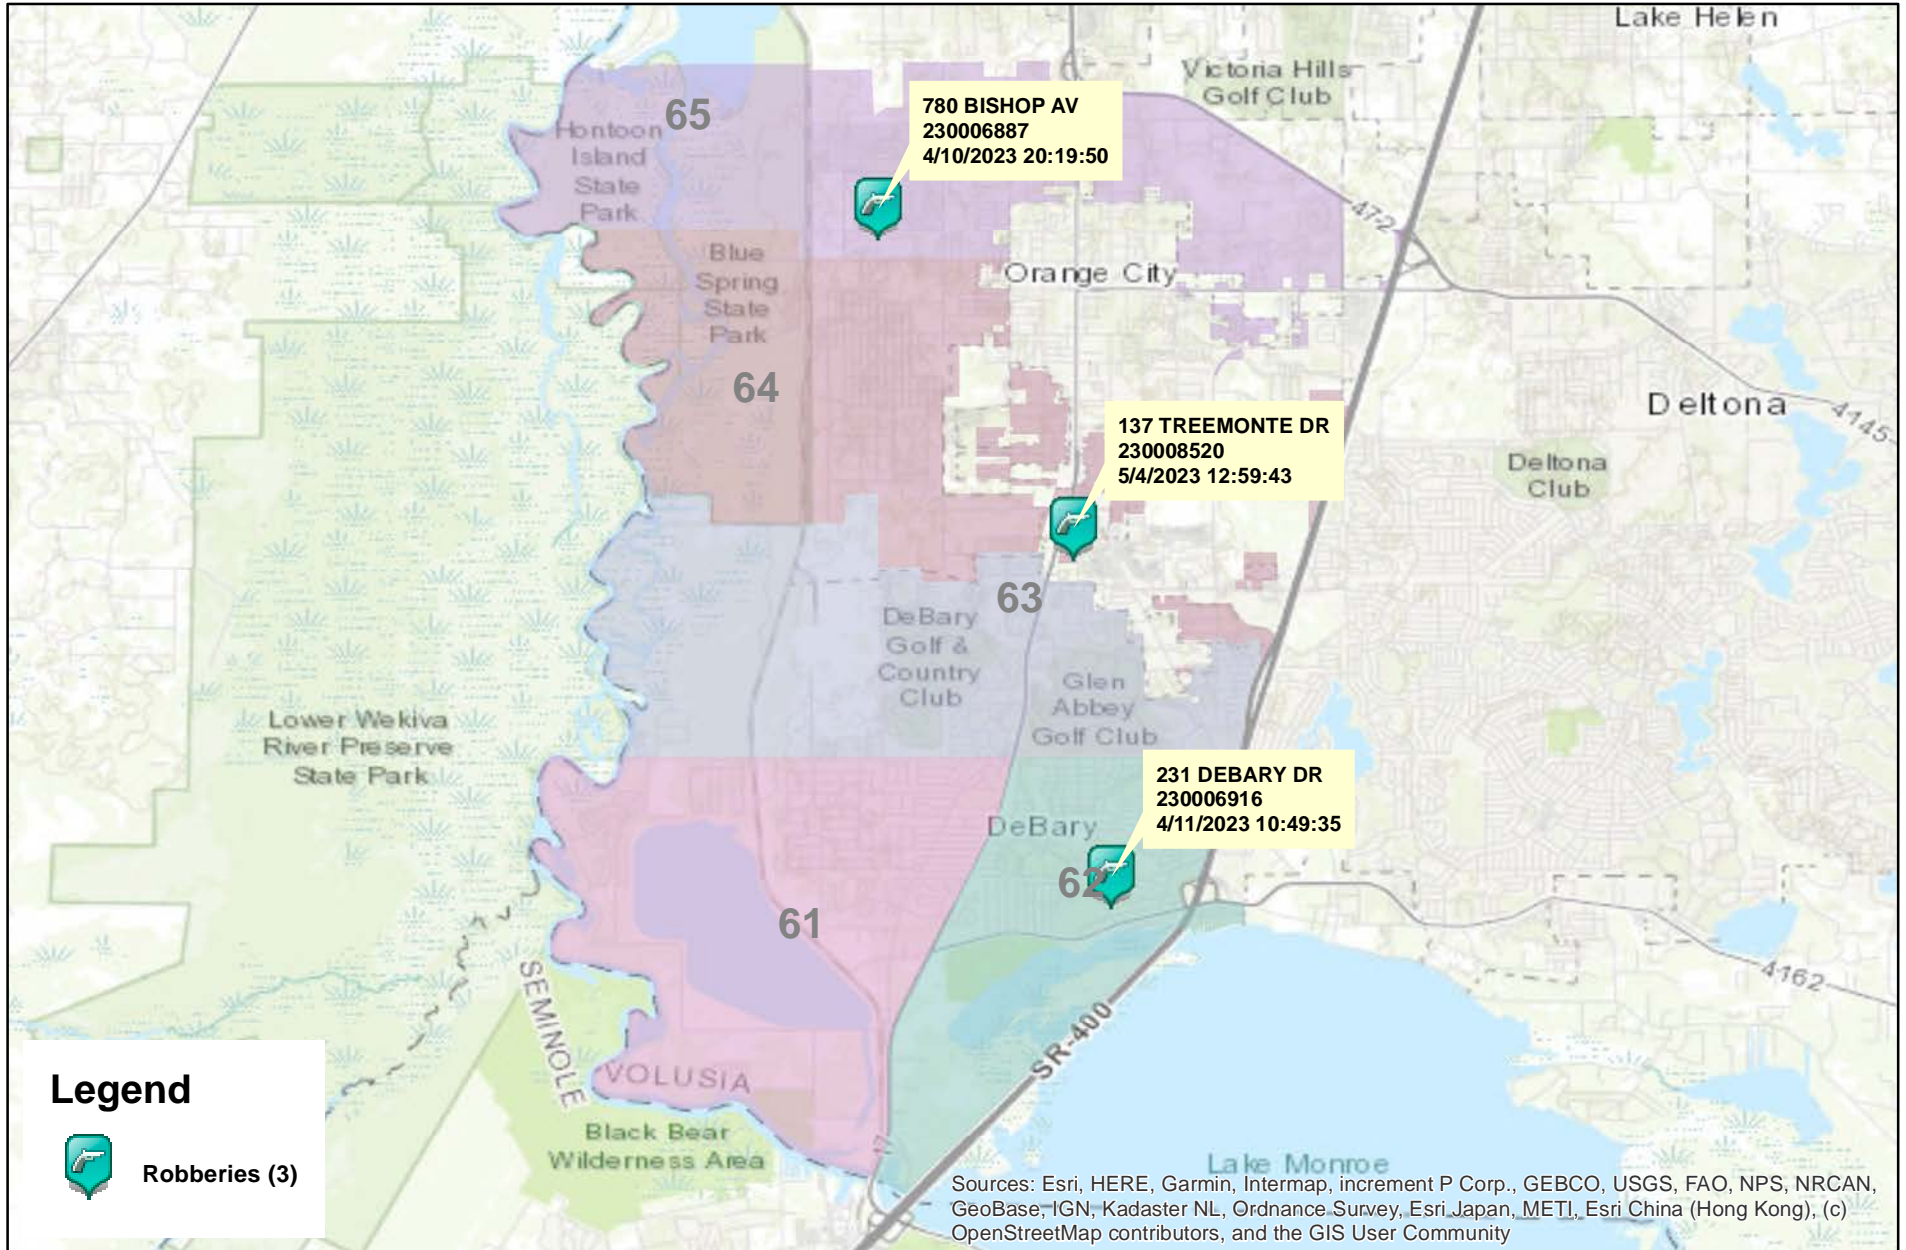 Lake Helen
Victoria Hills
Golf Club
65
780 BISHOP AV
230006887
4/10/2023 20:19:50
Hontoon
Island
State
Park
472
Blue
Spring
State
Park
Orange City
64
137 TREEMONTE DR
230008520
5/4/2023 12:59:43
Deltona
4145
Deltona
Club
63
DeBary
Golf &
Country
Club
Glen
Abbey
Golf Club
Lower Wekiva
River Preserve
State Park
231 DEBARY DR
230006916
4/11/2023 10:49:35
DeBary
62
61
4162
SEMINOLE
SR-400
VOLUSIA
Black Bear
Wilderness Area
Lake Monroe
Legend
Robberies (3)
Sources: Esri, HERE, Garmin, Intermap, increment P Corp., GEBCO, USGS, FAO, NPS, NRCAN,
GeoBase, IGN, Kadaster NL, Ordnance Survey, Esri Japan, METI, Esri China (Hong Kong), (c)
OpenStreetMap contributors, and the GIS User Community